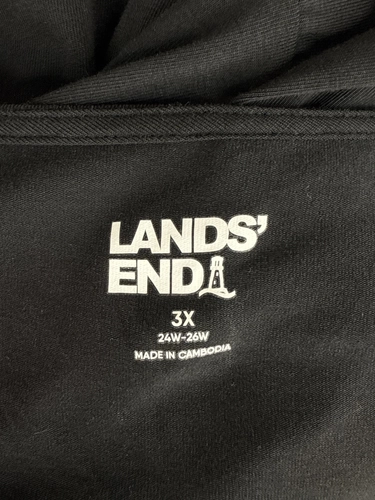 LANDS'
END
3X
24W-26W
MADE IN CAMBODIA